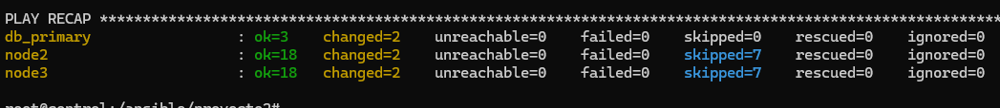 PLAY RECAP ****************************************************************************************************
db_primary : ok=3 changed=2 unreachable=0 failed=0 skipped=0 rescued=0 ignored=0
node2 : ok=18 changed=2 unreachable=0 failed=0 skipped=7 rescued=0 ignored=0
node3 : ok=18 changed=2 unreachable=0 failed=0 skipped=7 rescued=0 ignored=0
root@control:/ansible/proyecto2#